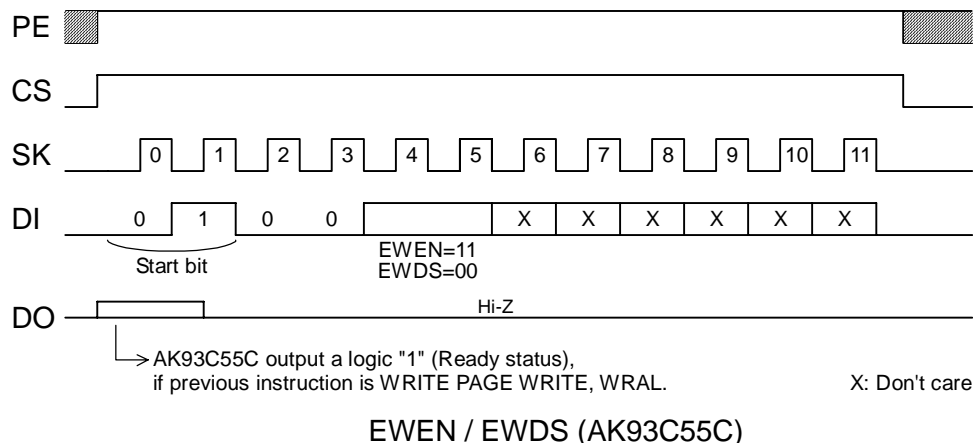 PE
CS
SK 0 1 2 3 4 5 6 7 8 9 10 11
DI 0 1 0 0 X X X X X X
Start bit
EWEN=11
EWDS=00
DO Hi-Z
AK93C55C output a logic "1" (Ready status),
if previous instruction is WRITE PAGE WRITE, WRAL. X: Don't care
EWEN / EWDS (AK93C55C)